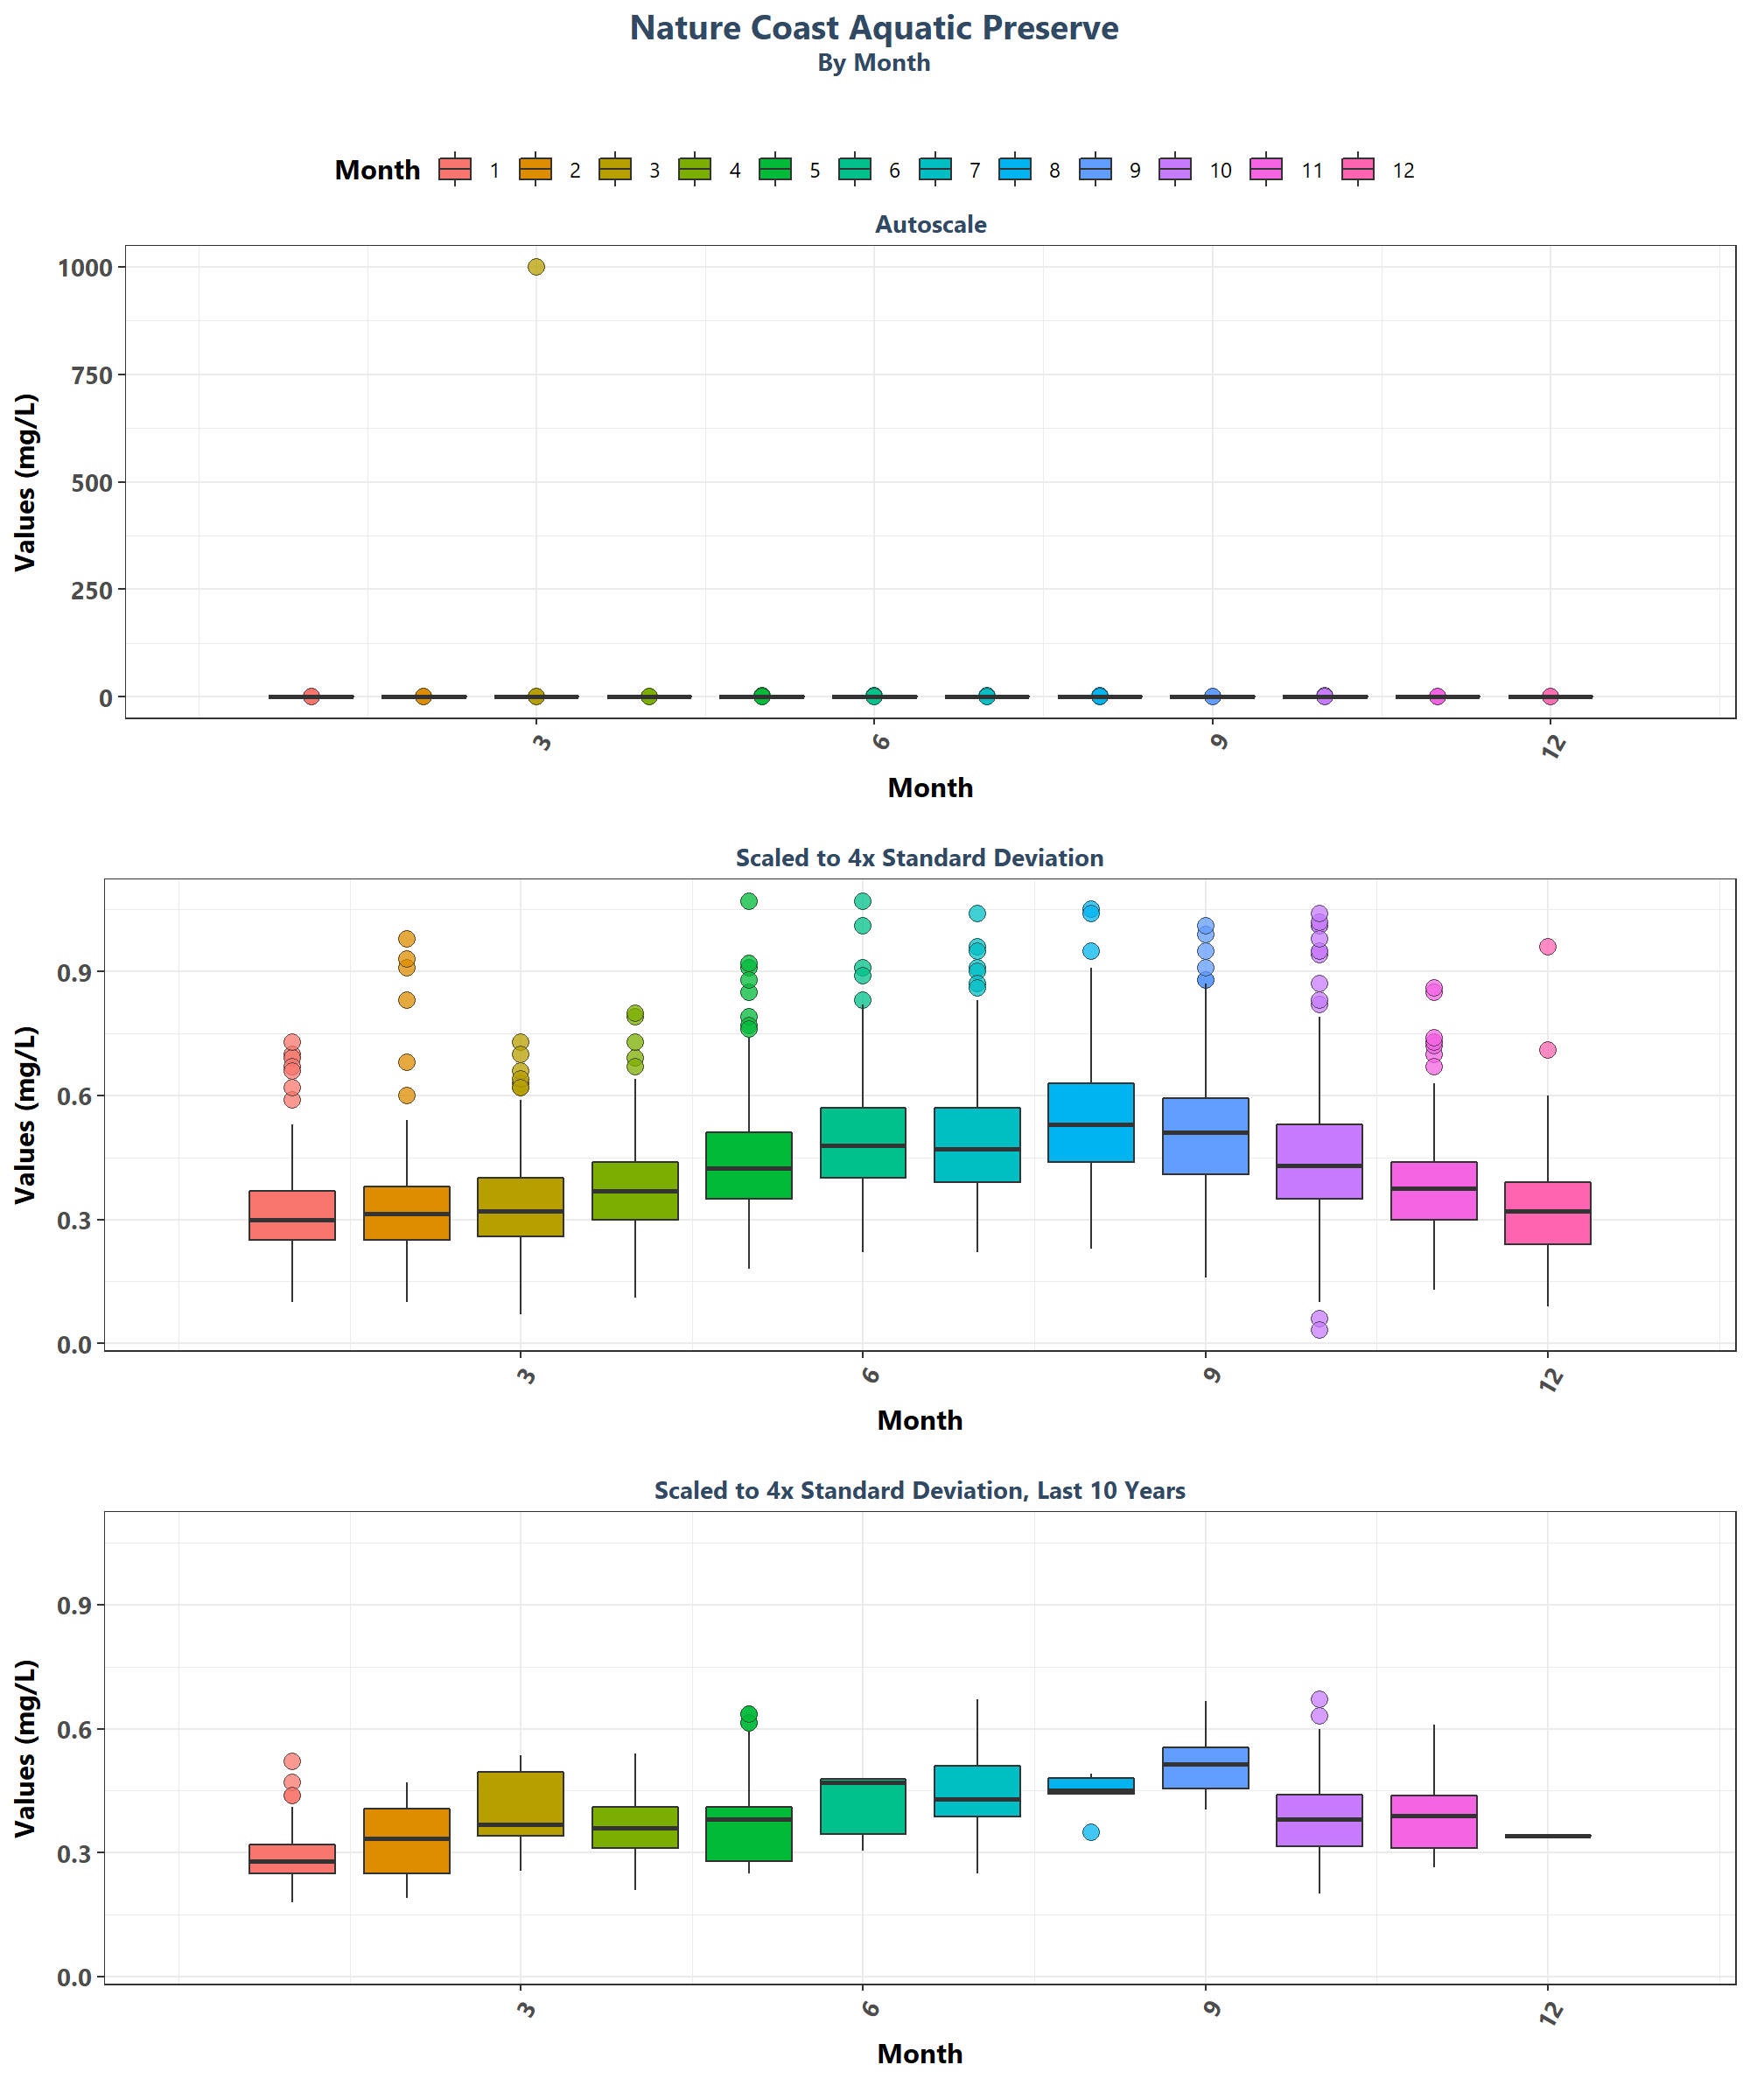 Nature Coast Aquatic Preserve
By Month
Month 1 2 3 4 5 6 7 8 9 10 11 12
Autoscale
Values (mg/L)
1000
750
500
250
0
3 6 9 12
Month
Scaled to 4x Standard Deviation
Values (mg/L)
0.9
0.6
0.3
0.0
3 6 9 12
Month
Scaled to 4x Standard Deviation, Last 10 Years
Values (mg/L)
0.9
0.6
0.3
0.0
3 6 9 12
Month